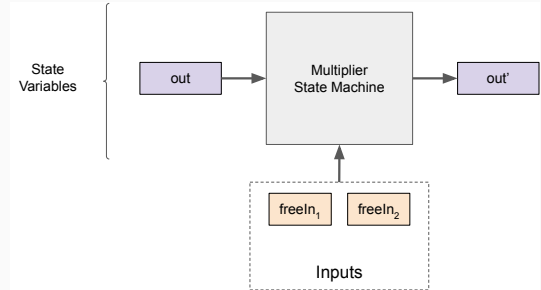 State
Variables
out
Multiplier
State Machine
out'
freeIn₁
freeIn₂
Inputs